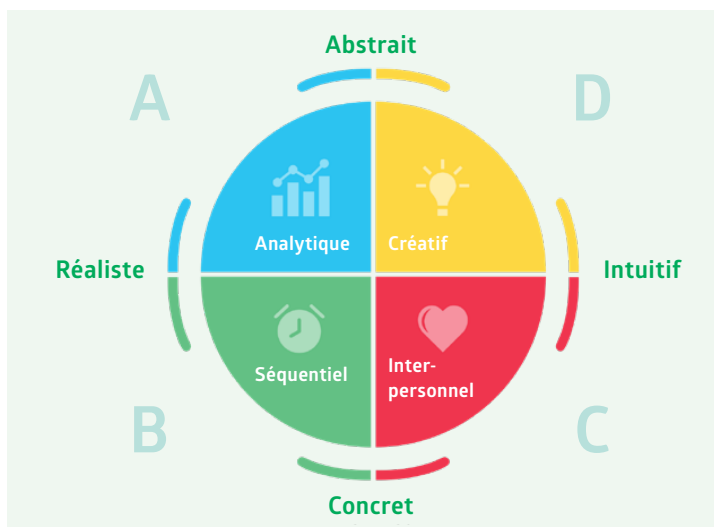 Abstrait
A
D
Analytique
Créatif
Réaliste
Intuitif
Séquentiel
Inter-
personnel
B
C
Concret